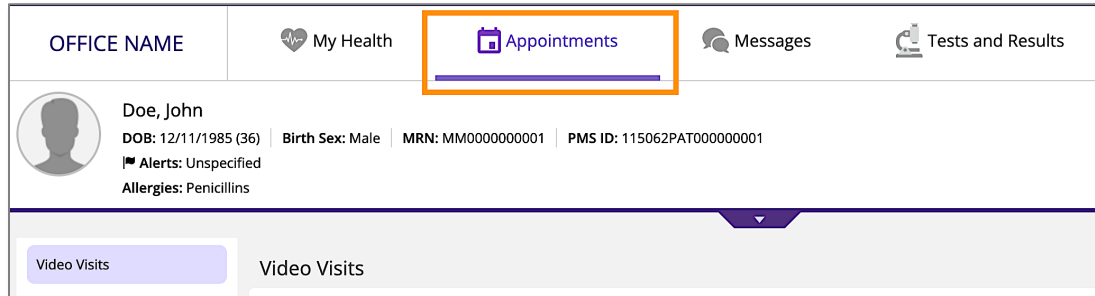 OFFICE NAME My Health Appointments Messages Tests and Results
Doe, John
DOB: 12/11/1985 (36) Birth Sex: Male MRN: MM0000000001 PMS ID: 115062PAT000000001
Alerts: Unspecified
Allergies: Penicillins
Video Visits Video Visits